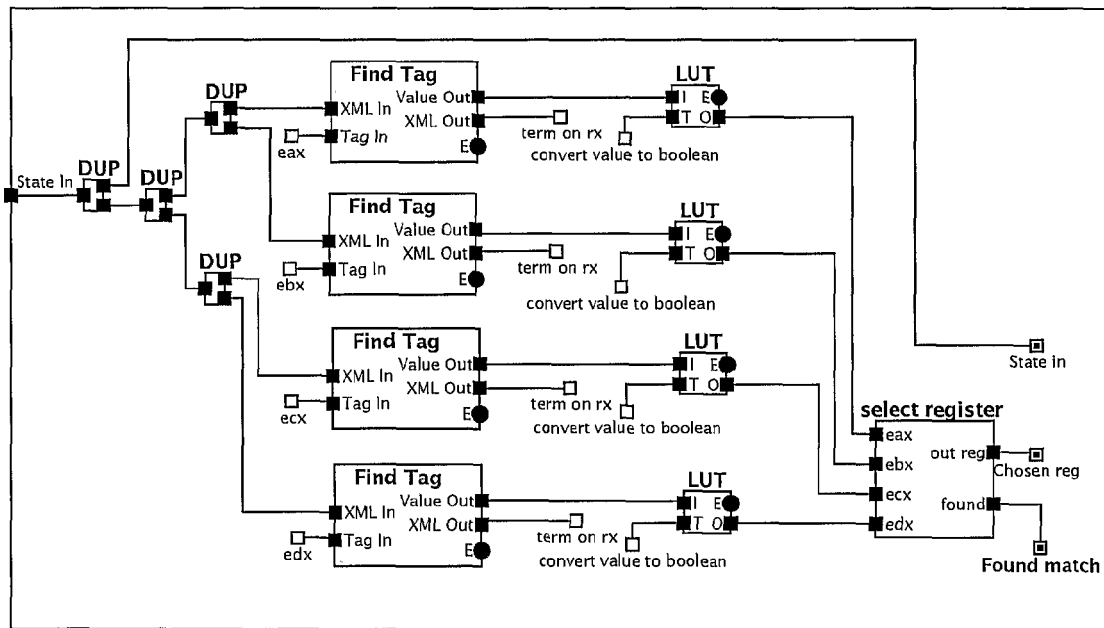 State In
DUP
DUP
DUP
DUP
Find Tag
XML In
Tag In
Value Out
XML Out
E
eax
term on rx
convert value to boolean
LUT
I E
T O
Find Tag
XML In
Tag In
Value Out
XML Out
E
ebx
term on rx
convert value to boolean
LUT
I E
T O
Find Tag
XML In
Tag In
Value Out
XML Out
E
ecx
term on rx
convert value to boolean
LUT
I E
T O
Find Tag
XML In
Tag In
Value Out
XML Out
E
edx
term on rx
convert value to boolean
LUT
I E
T O
State in
select register
eax
ebx
ecx
edx
out reg
found
Chosen reg
Found match